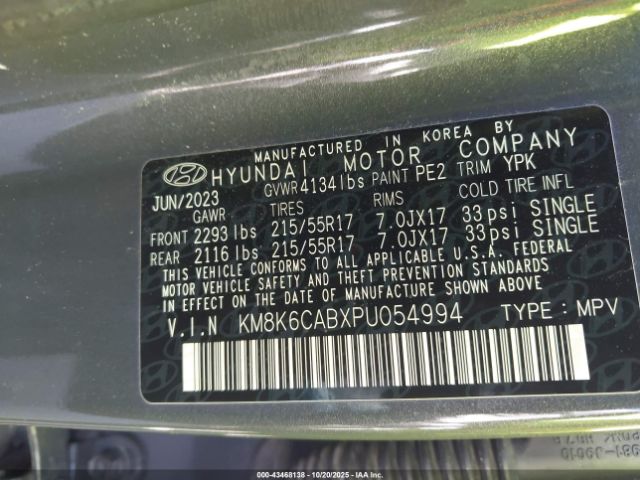 MANUFACTURED IN KOREA BY
HYUNDAI MOTOR COMPANY
JUN/2023 GVWR 4134 lbs PAINT PE2 TRIM YPK
GAWR TIRES RIMS COLD TIRE INFL
FRONT 2293 lbs 215/55R17 7.0JX17 33 psi SINGLE
REAR 2116 lbs 215/55R17 7.0JX17 33 psi SINGLE
THIS VEHICLE CONFORMS TO ALL APPLICABLE U.S.A. FEDERAL
MOTOR VEHICLE SAFETY AND THEFT PREVENTION STANDARDS
IN EFFECT ON THE DATE OF MANUFACTURE SHOWN ABOVE.
V.I.N KM8K6CABXPU054994 TYPE : MPV
© 00-43468138 - 10/20/2025 - IAAI.com